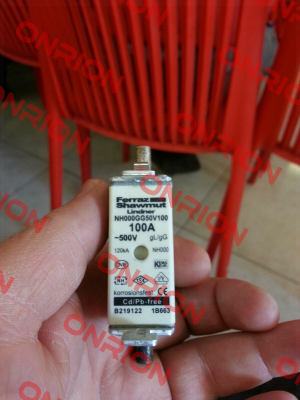 Ferraz
Shawmut
Lindner
NH000GG50V100
100A
~500V gL/gG
120kA NH000
korrosionsfest CE
Cd/Pb-free
B219122 1B663
ONRION
ONRION
ONRION
ONRION
ONRION
ONRION